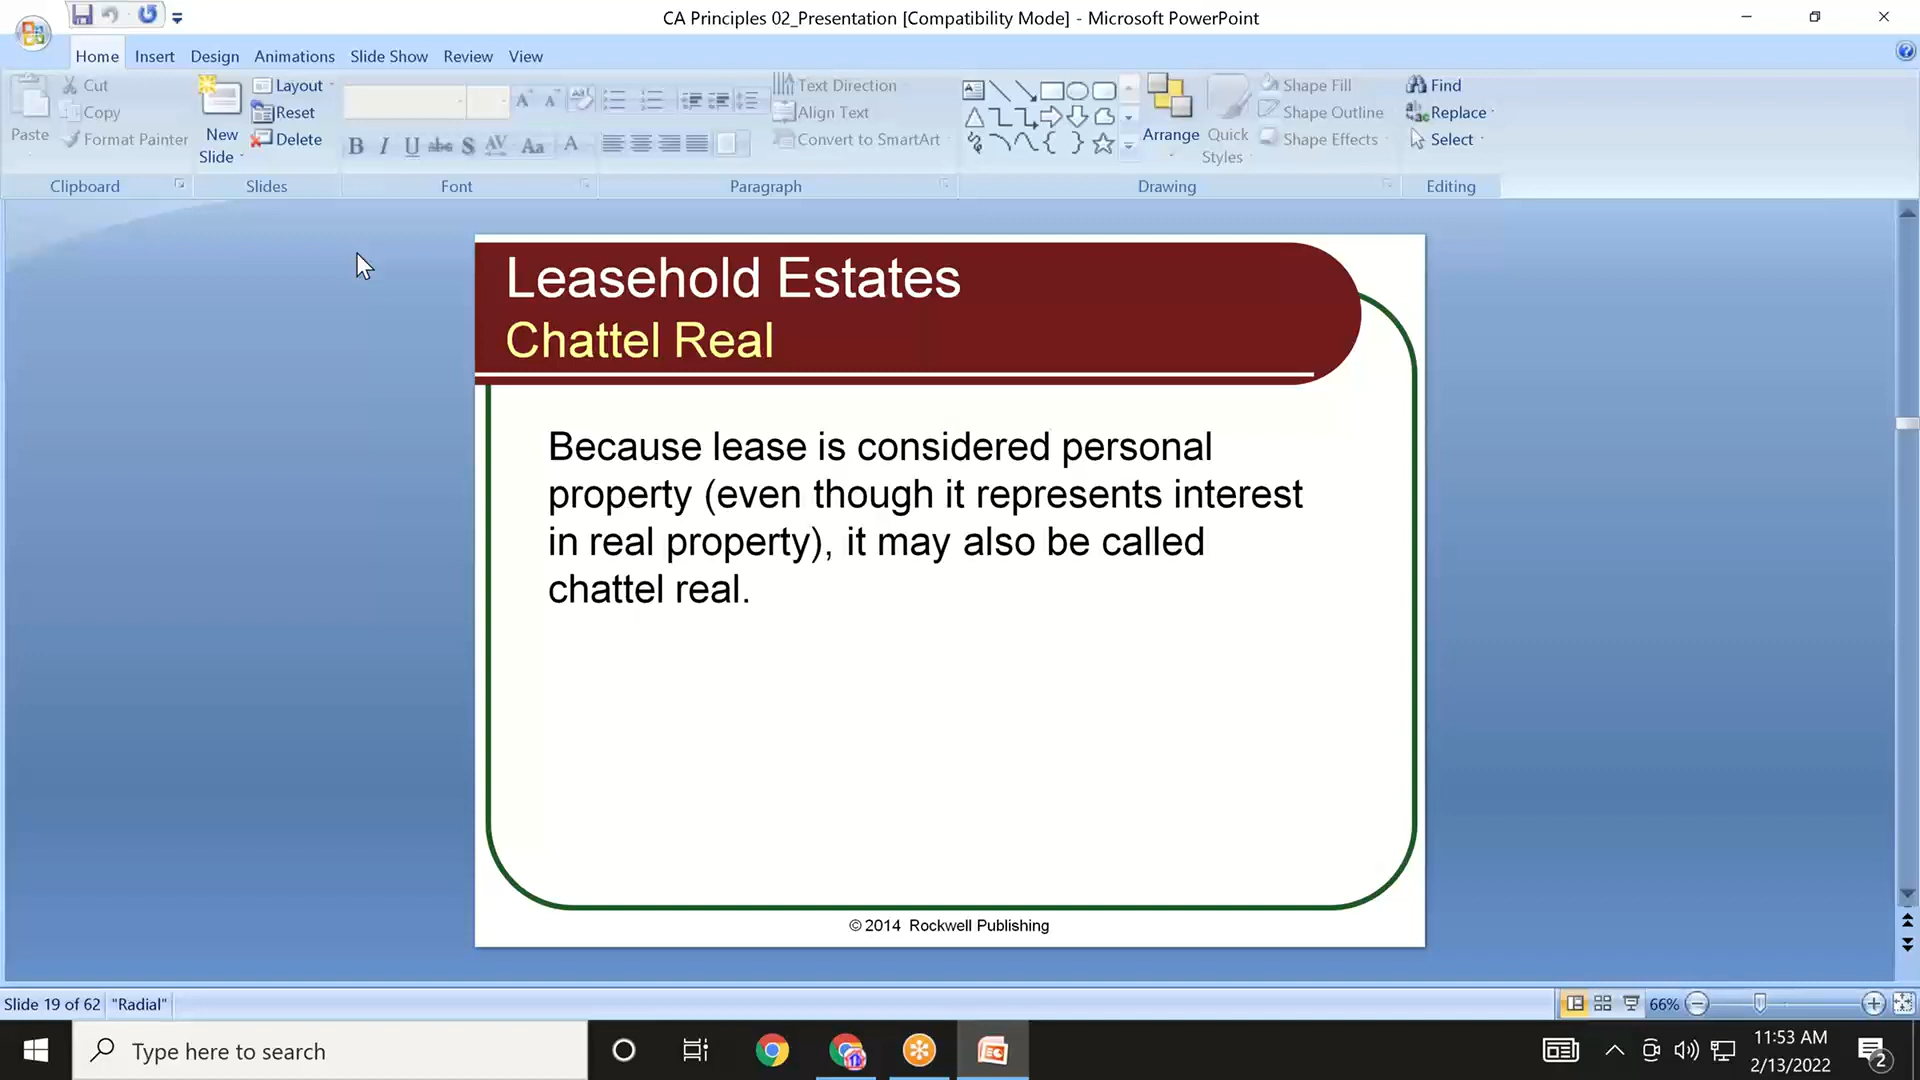 CA Principles 02_Presentation [Compatibility Mode] - Microsoft PowerPoint
Home Insert Design Animations Slide Show Review View
Paste
Cut
Copy
Format Painter
Clipboard
New
Slide
Layout
Reset
Delete
Slides
B I U abc S AV Aa A
Font
Text Direction
Align Text
Convert to SmartArt
Paragraph
Arrange
Quick
Styles
Shape Fill
Shape Outline
Shape Effects
Drawing
Find
Replace
Select
Editing
Leasehold Estates
Chattel Real
Because lease is considered personal
property (even though it represents interest
in real property), it may also be called
chattel real.
© 2014 Rockwell Publishing
Slide 19 of 62 "Radial" 66%
Type here to search
11:53 AM
2/13/2022
2